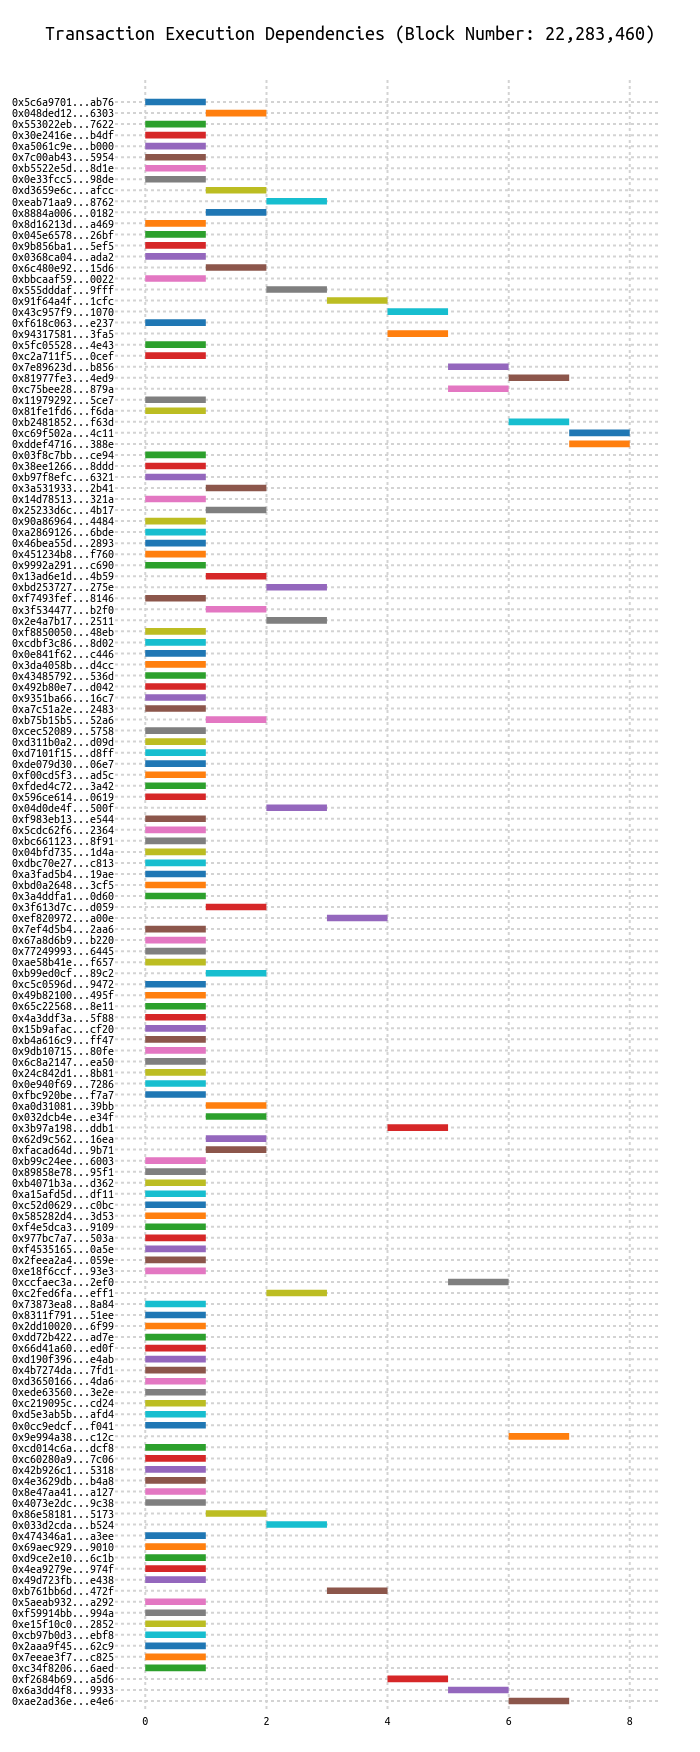 Transaction Execution Dependencies (Block Number: 22,283,460)
0x5c6a9701...ab76
0x048ded12...6303
0x553022eb...7622
0x30e2416e...b4df
0xa5061c9e...b000
0x7c00ab43...5954
0xb5522e5d...8d1e
0x0e33fcc5...98de
0xd3659e6c...afcc
0xeab71aa9...8762
0x8884a006...0182
0x8d16213d...a469
0x045e6578...26bf
0x9b856ba1...5ef5
0x0368ca04...ada2
0x6c480e92...15d6
0xbbcaaf59...0022
0x555dddaf...9fff
0x91f64a4f...1cfc
0x43c957f9...1070
0xf618c063...e237
0x94317581...3fa5
0x5fc05528...4e43
0xc2a711f5...0cef
0x7e89623d...b856
0x81977fe3...4ed9
0xc75bee28...879a
0x11979292...5ce7
0x81fe1fd6...f6da
0xb2481852...f63d
0xc69f502a...4c11
0xddef4716...388e
0x03f8c7bb...ce94
0x38ee1266...8ddd
0xb97f8efc...6321
0x3a531933...2b41
0x14d78513...321a
0x25233d6c...4b17
0x90a86964...4484
0xa2869126...6bde
0x46bea55d...2893
0x451234b8...f760
0x9992a291...c690
0x13ad6e1d...4b59
0xbd253727...275e
0xf7493fef...8146
0x3f534477...b2f0
0x2e4a7b17...2511
0xf8850050...48eb
0xcdbf3c86...8d02
0x0e841f62...c446
0x3da4058b...d4cc
0x43485792...536d
0x492b80e7...d042
0x9351ba66...16c7
0xa7c51a2e...2483
0xb75b15b5...52a6
0xcec52089...5758
0xd311b0a2...d09d
0xd7101f15...d8ff
0xde079d30...06e7
0xf00cd5f3...ad5c
0xfded4c72...3a42
0x596ce614...0619
0x04d0de4f...500f
0xf983eb13...e544
0x5cdc62f6...2364
0xbc661123...8f91
0x04bfd735...1d4a
0xdbc70e27...c813
0xa3fad5b4...19ae
0xbd0a2648...3cf5
0x3a4ddfa1...0d60
0x3f613d7c...d059
0xef820972...a00e
0x7ef4d5b4...2aa6
0x67a8d6b9...b220
0x77249993...6445
0xae58b41e...f657
0xb99ed0cf...89c2
0xc5c0596d...9472
0x49b82100...495f
0x65c22568...8e11
0x4a3ddf3a...5f88
0x15b9afac...cf20
0xb4a616c9...ff47
0x9db10715...80fe
0x6c8a2147...ea50
0x24c842d1...8b81
0x0e940f69...7286
0xfbc920be...f7a7
0xa0d31081...39bb
0x032dcb4e...e34f
0x3b97a198...ddb1
0x62d9c562...16ea
0xfacad64d...9b71
0xb99c24ee...6003
0x89858e78...95f1
0xb4071b3a...d362
0xa15afd5d...df11
0xc52d0629...c0bc
0x585282d4...3d53
0xf4e5dca3...9109
0x977bc7a7...503a
0xf4535165...0a5e
0x2feea2a4...059e
0xe18f6ccf...93e3
0xccfaec3a...2ef0
0xc2fed6fa...eff1
0x73873ea8...8a84
0x8311f791...51ee
0x2dd10020...6f99
0xdd72b422...ad7e
0x66d41a60...ed0f
0xd190f396...e4ab
0x4b7274da...7fd1
0xd3650166...4da6
0xede63560...3e2e
0xc219095c...cd24
0xd5e3ab5b...afd4
0x0cc9edcf...f041
0x9e994a38...c12c
0xcd014c6a...dcf8
0xc60280a9...7c06
0x42b926c1...5318
0x4e3629db...b4a8
0x8e47aa41...a127
0x4073e2dc...9c38
0x86e58181...5173
0x033d2cda...b524
0x474346a1...a3ee
0x69aec929...9010
0xd9ce2e10...6c1b
0x4ea9279e...974f
0x49d723fb...e438
0xb761bb6d...472f
0x5aeab932...a292
0xf59914bb...994a
0xe15f10c0...2852
0xcb97b0d3...ebf8
0x2aaa9f45...62c9
0x7eeae3f7...c825
0xc34f8206...6aed
0xf2684b69...a5d6
0x6a3dd4f8...9933
0xae2ad36e...e4e6
0 2 4 6 8